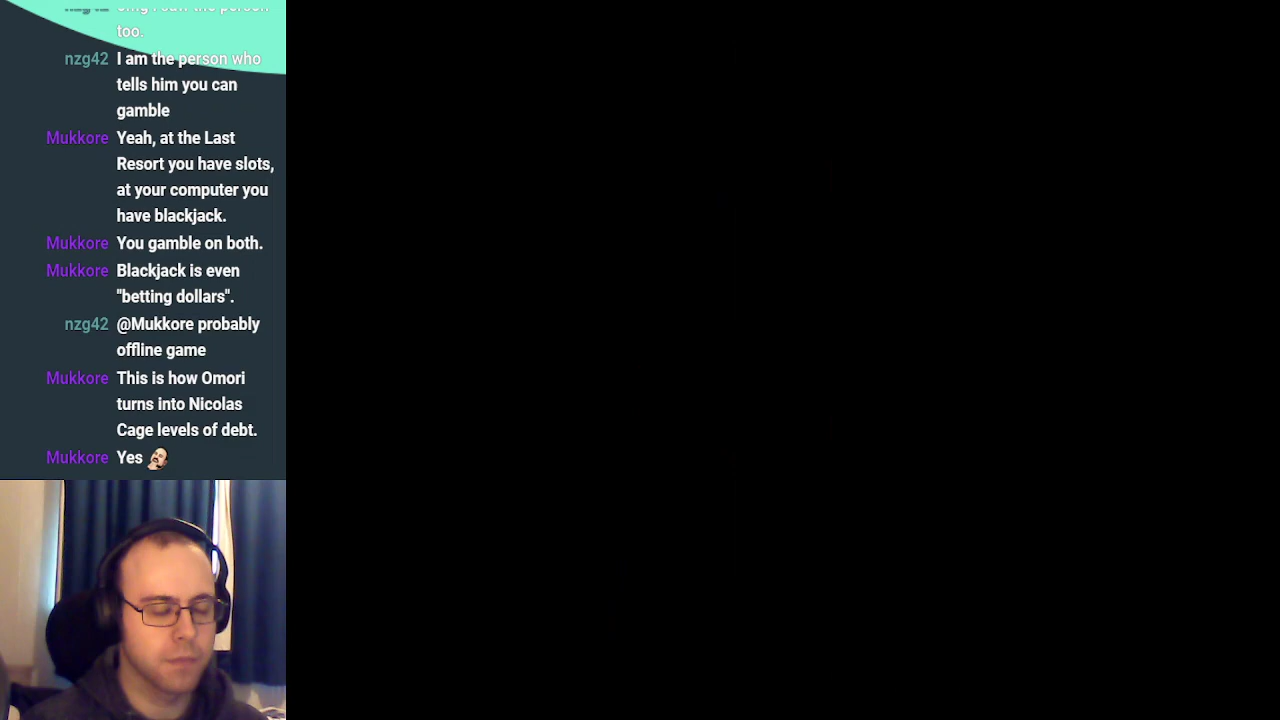 too.
nzg42 I am the person who
tells him you can
gamble
Mukkore Yeah, at the Last
Resort you have slots,
at your computer you
have blackjack.
Mukkore You gamble on both.
Mukkore Blackjack is even
"betting dollars".
nzg42 @Mukkore probably
offline game
Mukkore This is how Omori
turns into Nicolas
Cage levels of debt.
Mukkore Yes